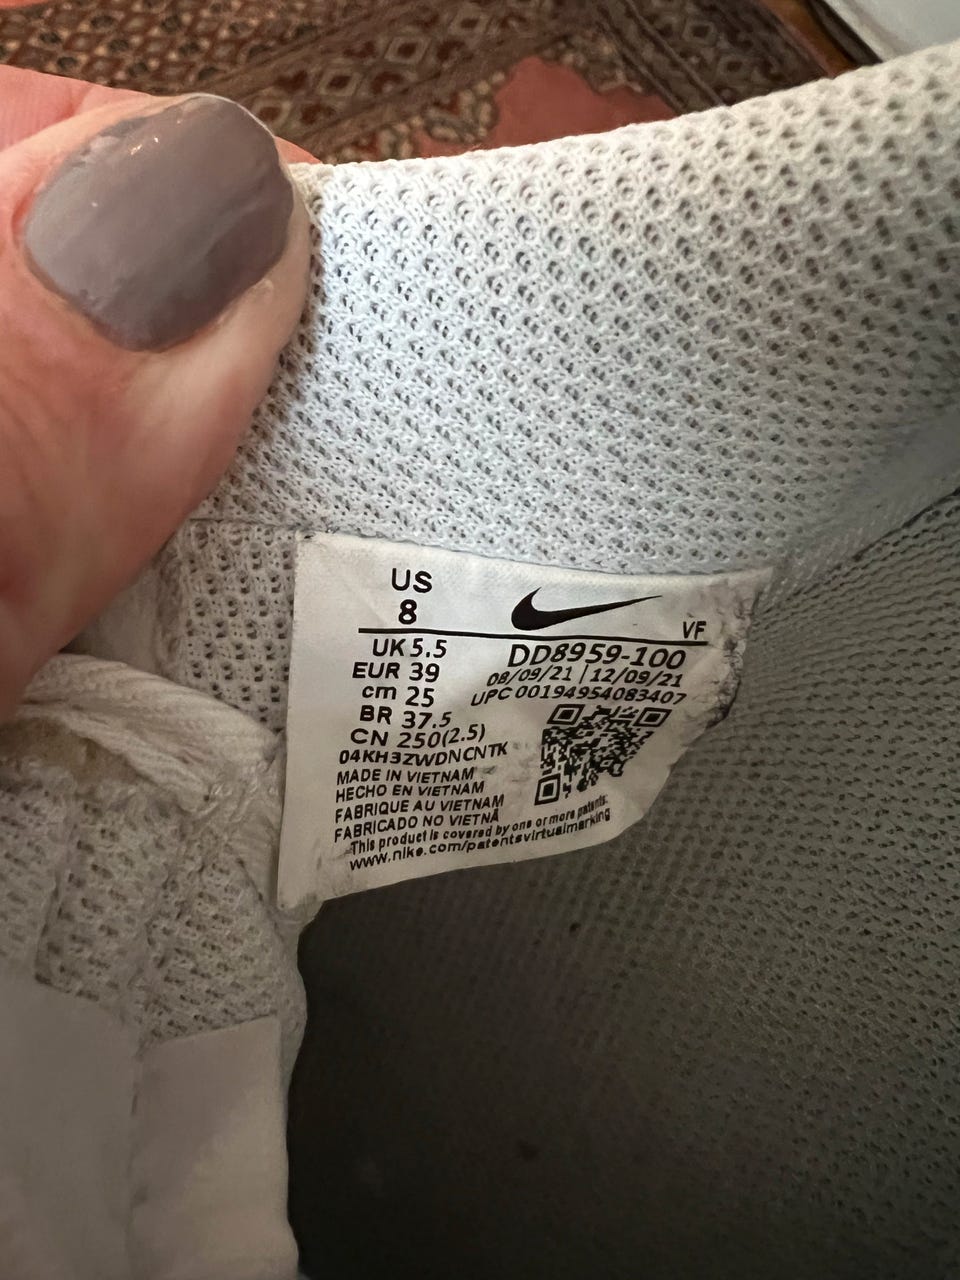 US
8
VF
UK 5.5
EUR 39
cm 25
BR 37.5
CN 250(2.5)
DD8959-100
08/09/21 | 12/09/21
UPC 00194954083407
04KH3ZWDNCNTK
MADE IN VIETNAM
HECHO EN VIETNAM
FABRIQUE AU VIETNAM
FABRICADO NO VIETNÃ
This product is covered by one or more patents:
www.nike.com/patentsvirtualmarking